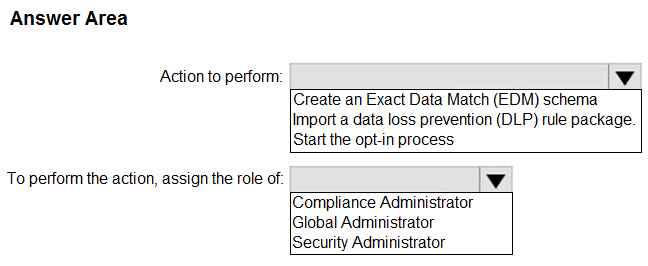 Answer Area
Action to perform:
Create an Exact Data Match (EDM) schema
Import a data loss prevention (DLP) rule package.
Start the opt-in process
To perform the action, assign the role of:
Compliance Administrator
Global Administrator
Security Administrator